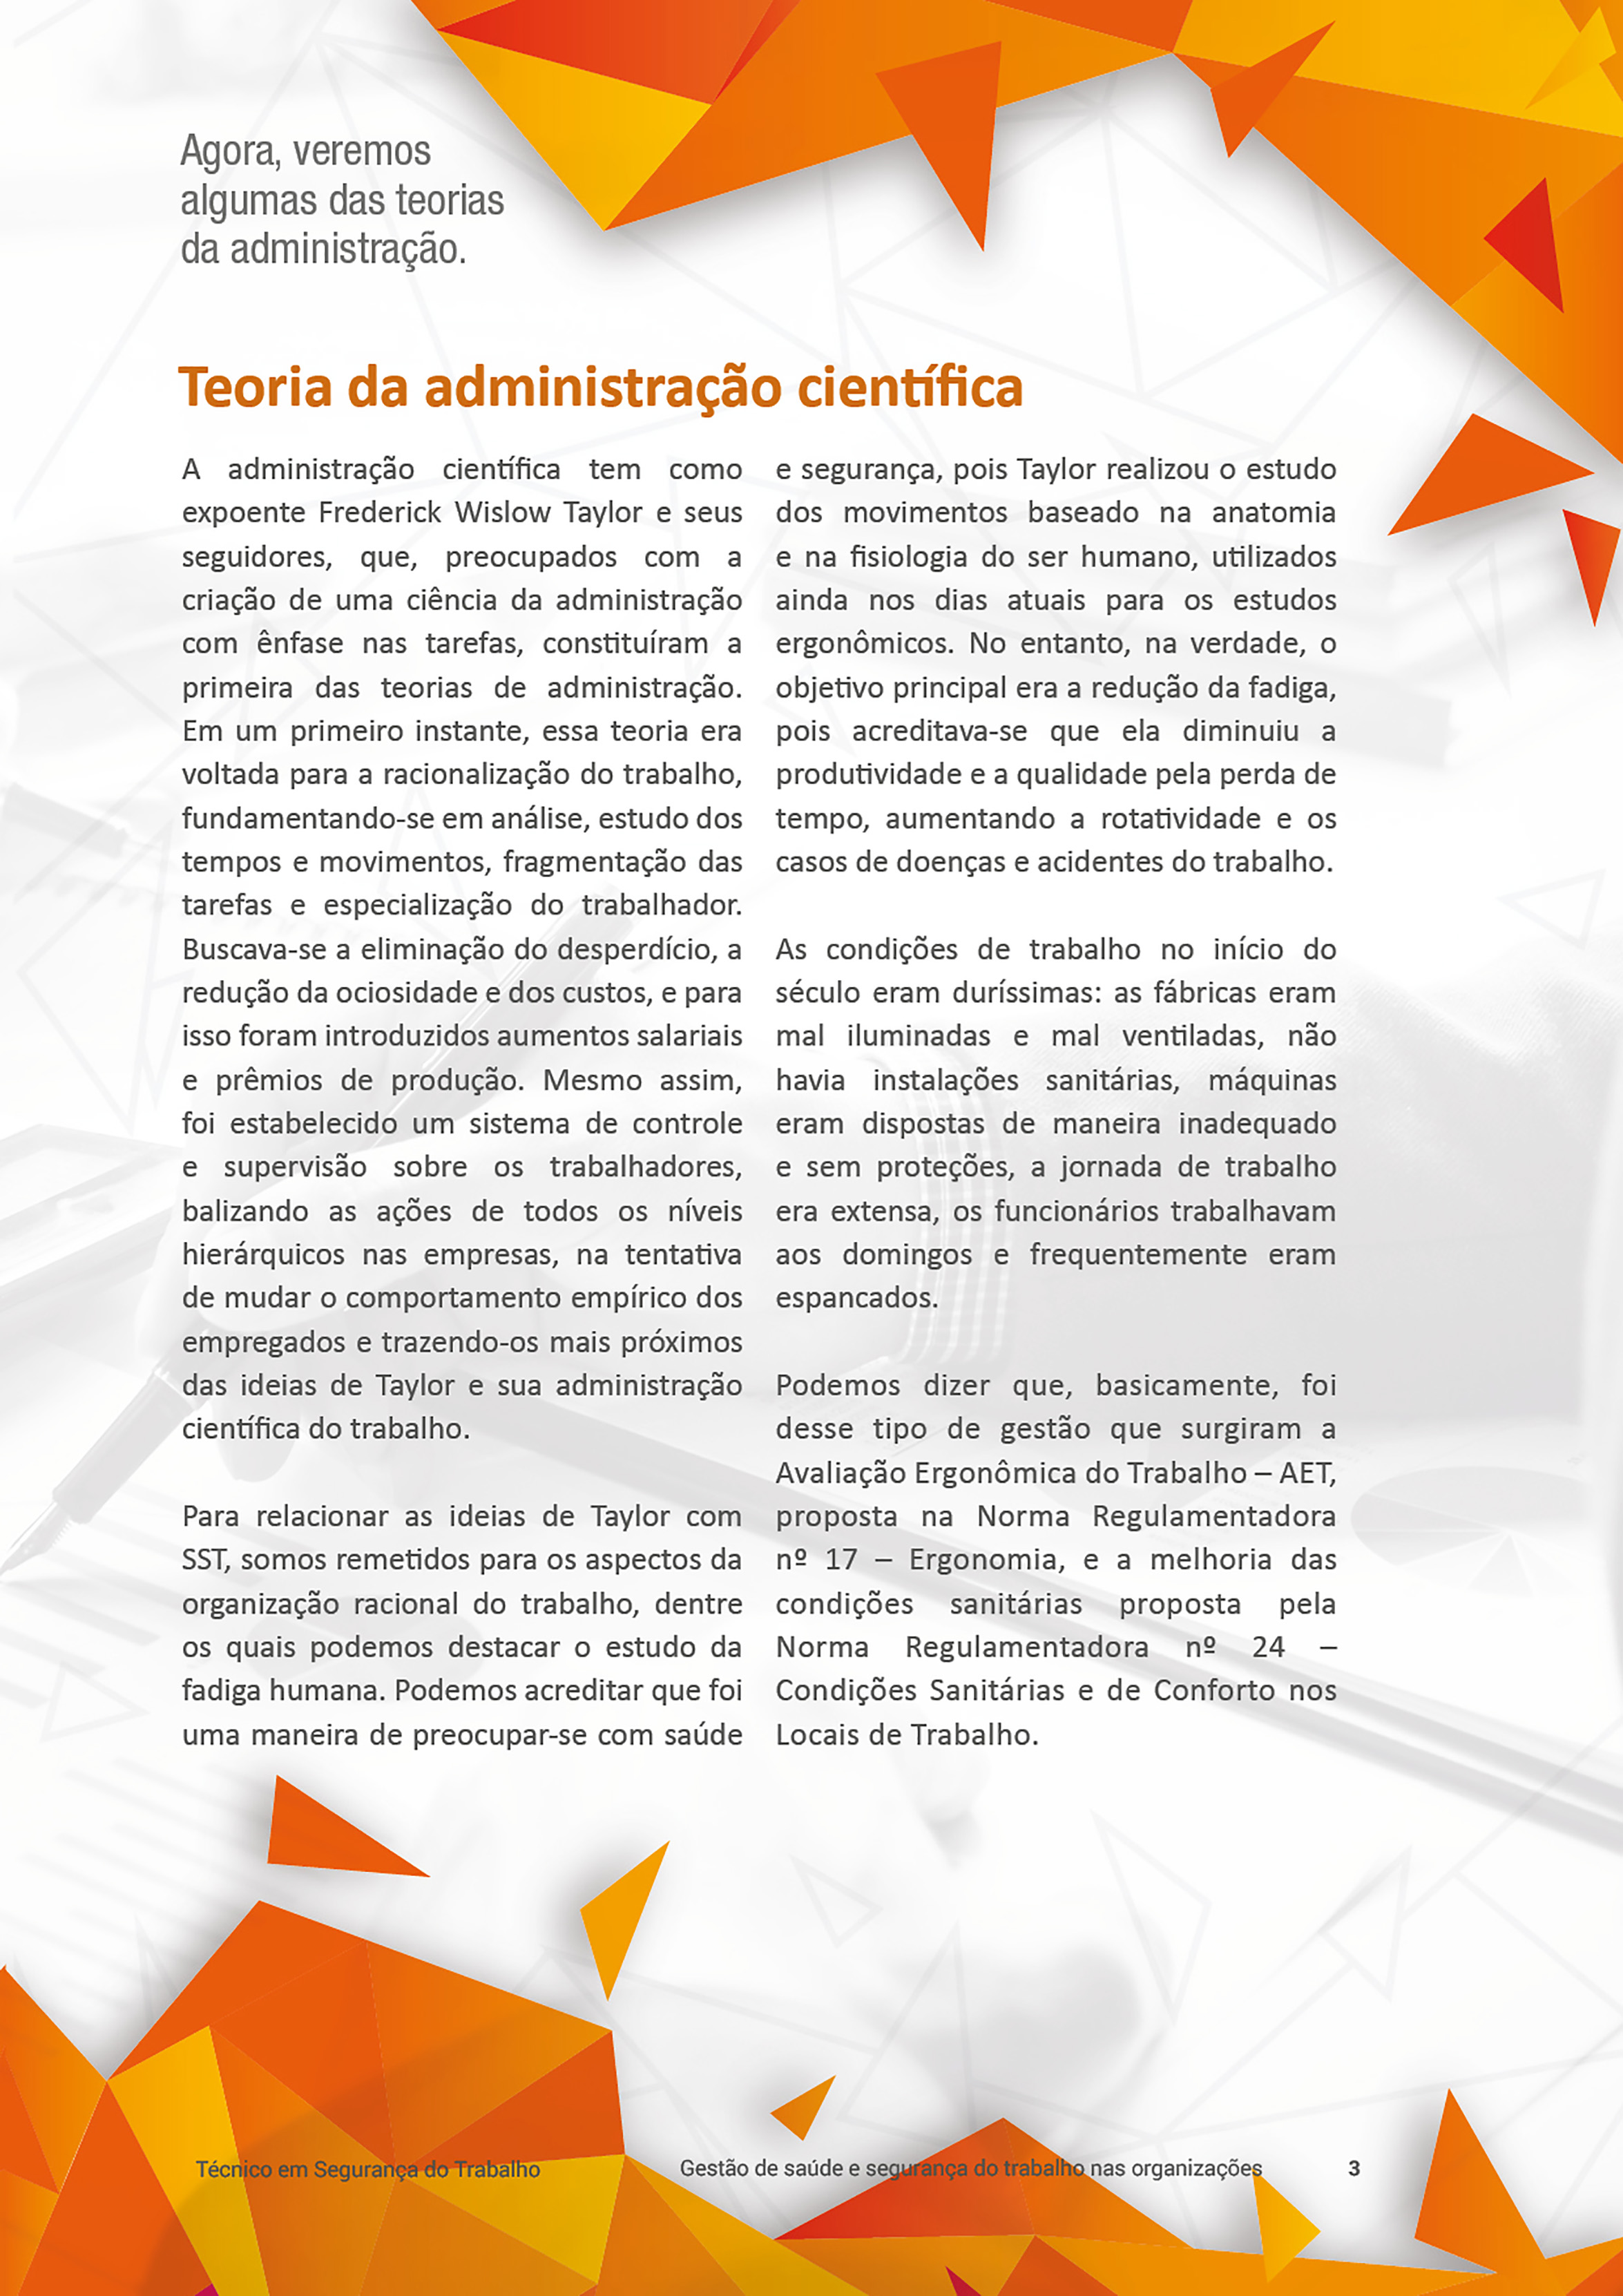 Agora, veremos
algumas das teorias
da administração.
Teoria da administração científica
A administração científica tem como
expoente Frederick Wislow Taylor e seus
seguidores, que, preocupados com a
criação de uma ciência da administração
com ênfase nas tarefas, constituíram a
primeira das teorias de administração.
Em um primeiro instante, essa teoria era
voltada para a racionalização do trabalho,
fundamentando-se em análise, estudo dos
tempos e movimentos, fragmentação das
tarefas e especialização do trabalhador.
Buscava-se a eliminação do desperdício, a
redução da ociosidade e dos custos, e para
isso foram introduzidos aumentos salariais
e prêmios de produção. Mesmo assim,
foi estabelecido um sistema de controle
e supervisão sobre os trabalhadores,
balizando as ações de todos os níveis
hierárquicos nas empresas, na tentativa
de mudar o comportamento empírico dos
empregados e trazendo-os mais próximos
das ideias de Taylor e sua administração
científica do trabalho.
Para relacionar as ideias de Taylor com
SST, somos remetidos para os aspectos da
organização racional do trabalho, dentre
os quais podemos destacar o estudo da
fadiga humana. Podemos acreditar que foi
uma maneira de preocupar-se com saúde
e segurança, pois Taylor realizou o estudo
dos movimentos baseado na anatomia
e na fisiologia do ser humano, utilizados
ainda nos dias atuais para os estudos
ergonômicos. No entanto, na verdade, o
objetivo principal era a redução da fadiga,
pois acreditava-se que ela diminuiu a
produtividade e a qualidade pela perda de
tempo, aumentando a rotatividade e os
casos de doenças e acidentes do trabalho.
As condições de trabalho no início do
século eram duríssimas: as fábricas eram
mal iluminadas e mal ventiladas, não
havia instalações sanitárias, máquinas
eram dispostas de maneira inadequado
e sem proteções, a jornada de trabalho
era extensa, os funcionários trabalhavam
aos domingos e frequentemente eram
espancados.
Podemos dizer que, basicamente, foi
desse tipo de gestão que surgiram a
Avaliação Ergonômica do Trabalho – AET,
proposta na Norma Regulamentadora
nº 17 – Ergonomia, e a melhoria das
condições sanitárias proposta pela
Norma Regulamentadora nº 24 –
Condições Sanitárias e de Conforto nos
Locais de Trabalho.
Técnico em Segurança do Trabalho Gestão de saúde e segurança do trabalho nas organizações 3